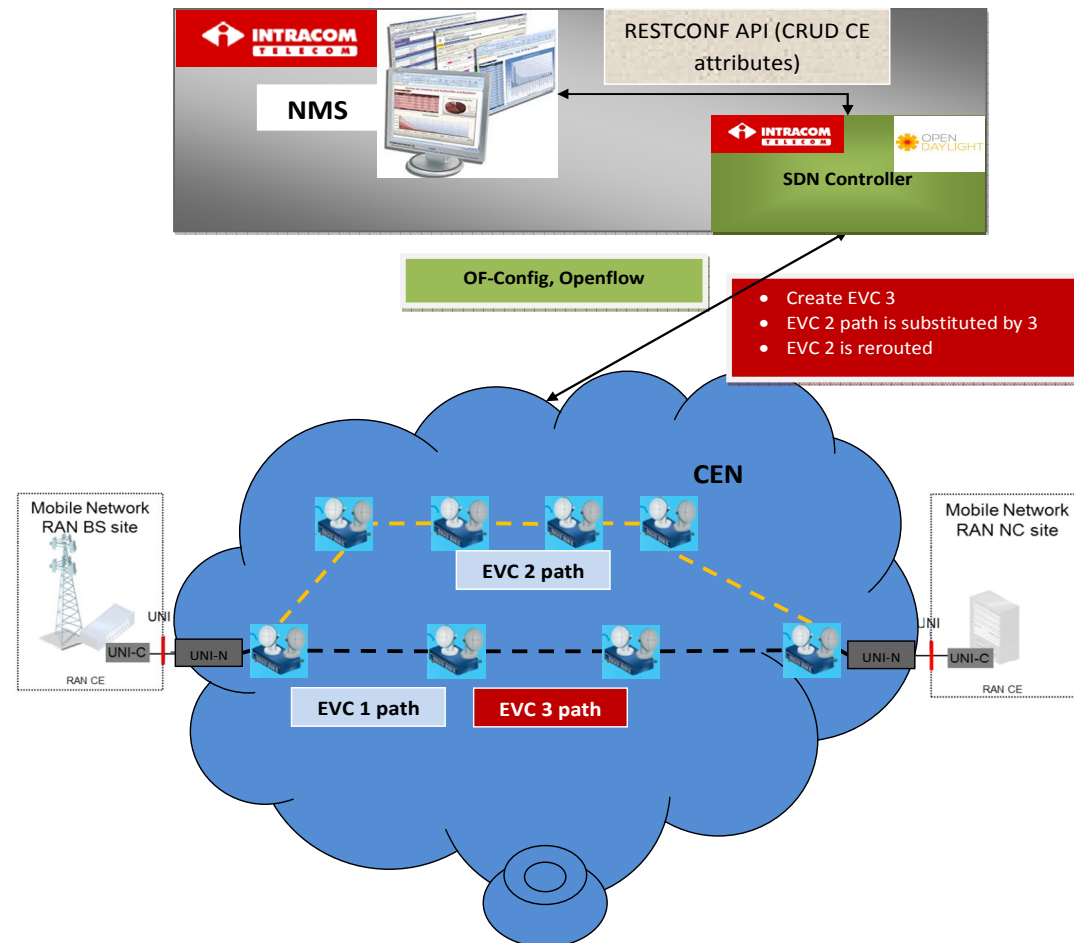 INTRACOM
TELECOM
NMS
RESTCONF API (CRUD CE
attributes)
INTRACOM
TELECOM
OPEN
DAYLIGHT
SDN Controller
OF-Config, Openflow
• Create EVC 3
• EVC 2 path is substituted by 3
• EVC 2 is rerouted
CEN
Mobile Network
RAN BS site
UNI
UNI-C
UNI-N
RAN CE
EVC 2 path
EVC 1 path
EVC 3 path
Mobile Network
RAN NC site
UNI
UNI-N
UNI-C
RAN CE